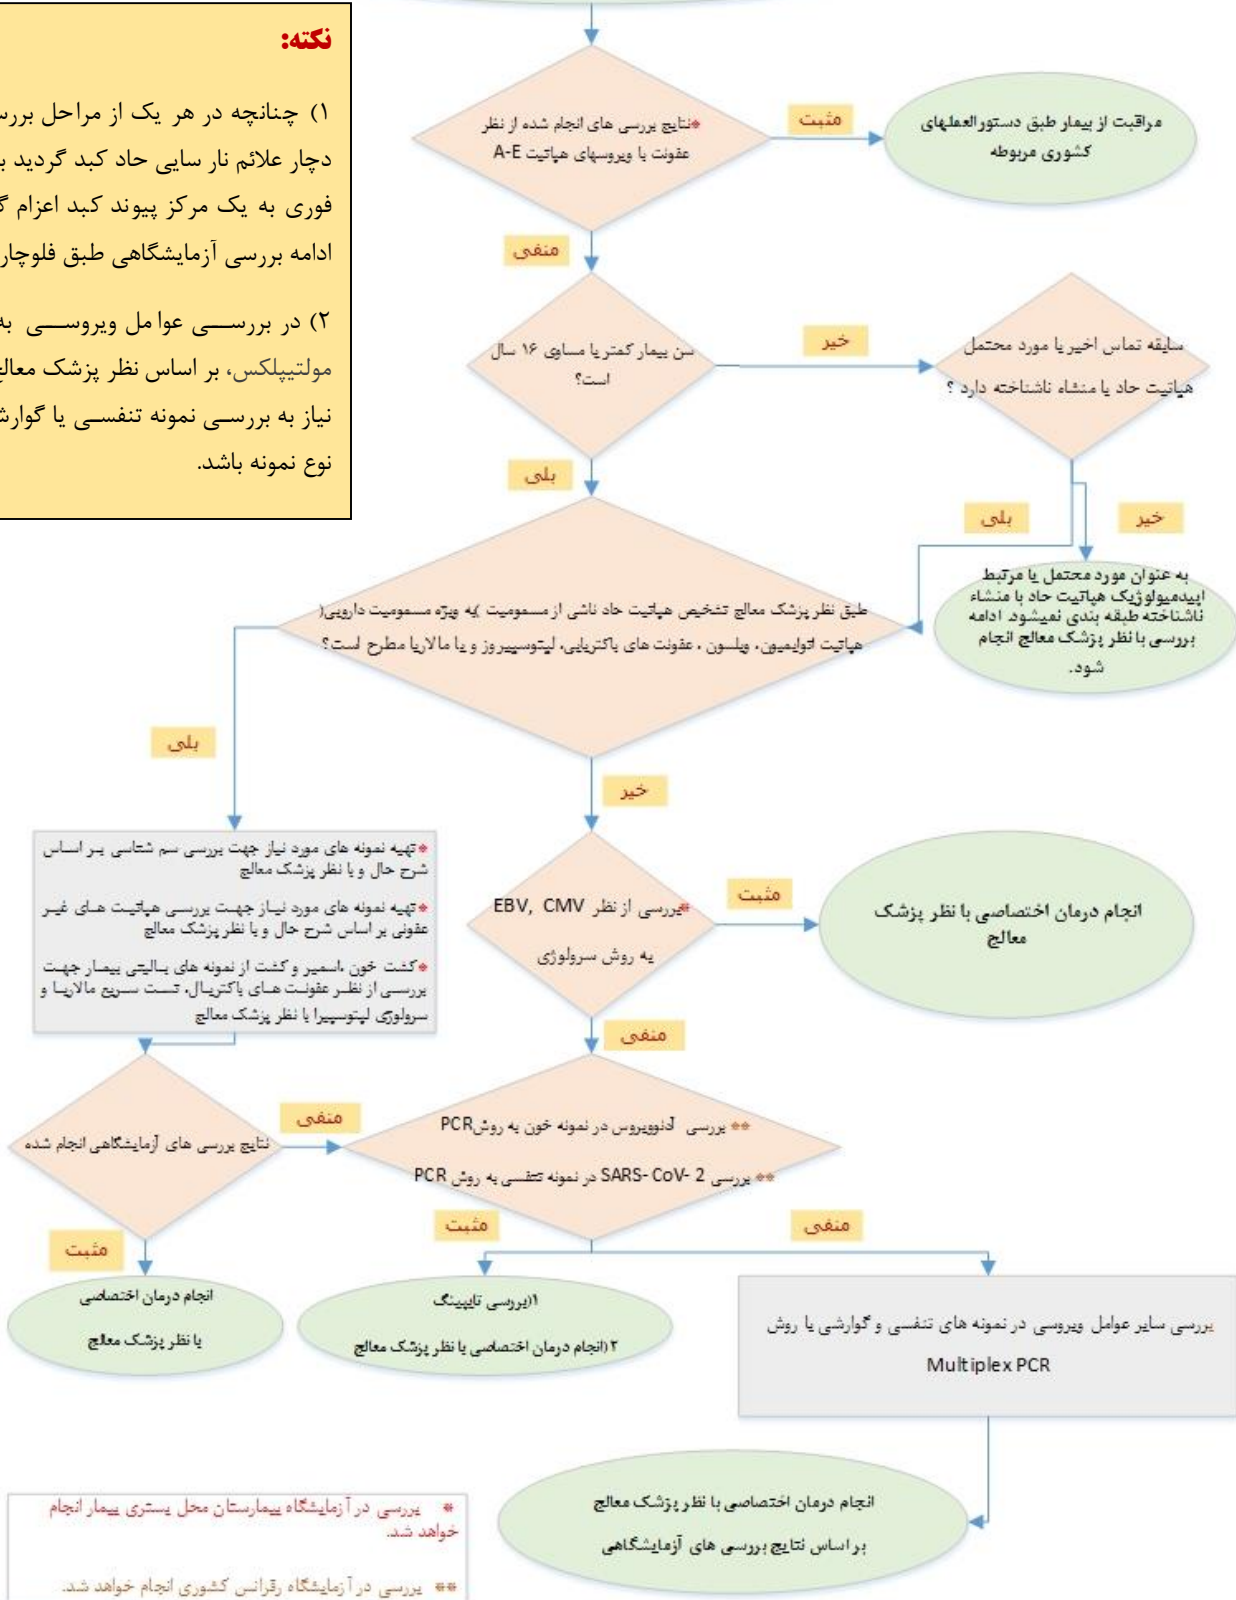 نکته:
۱) چنانچه در هر یک از مراحل
دچار علائم نار سایی حاد کبد گردید
فوری به یک مرکز پیوند کبد اعزام
ادامه بررسی آزمایشگاهی طبق
۲) در بررسی عوامل ویروسی به
مولتیپلکس، بر اساس نظر پزشک
نیاز به بررسی نمونه تنفسی یا
نوع نمونه باشد.
*نتایج بررسی های انجام شده از نظر
عفونت با ویروسهای هپاتیت A-E
مثبت
مراقبت از بیمار طبق دستورالعملهای
کشوری مربوطه
منفی
سن بیمار کمتر یا مساوی ۱۶ سال
است؟
خیر
سابقه تماس اخیر با مورد محتمل
هپاتیت حاد با منشاء ناشناخته دارد ؟
بلی
بلی
خیر
به عنوان مورد محتمل یا مرتبط
اپیدمیولوژیک هپاتیت حاد با منشاء
ناشناخته طبقه بندی نمیشود. ادامه
بررسی با نظر پزشک معالج انجام
شود.
طبق نظر پزشک معالج تشخیص هپاتیت حاد ناشی از مسمومیت )به ویژه مسمومیت دارویی(
هپاتیت اتوایمیون، ویلسون ، عفونت های باکتریایی، لپتوسپیروز و یا مالاریا مطرح است؟
بلی
خیر
*تهیه نمونه های مورد نیاز جهت بررسی سم شناسی بر اساس
شرح حال و با نظر پزشک معالج
*تهیه نمونه های مورد نیاز جهت بررسی هپاتیت های غیر
عفونی بر اساس شرح حال و با نظر پزشک معالج
*کشت خون ،اسمیر و کشت از نمونه های بالینی بیمار جهت
بررسی از نظر عفونت های باکتریال، تست سریع مالاریا و
سرولوژی لپتوسپیرا با نظر پزشک معالج
*بررسی از نظر EBV, CMV
به روش سرولوژی
مثبت
انجام درمان اختصاصی با نظر پزشک
معالج
منفی
نتایج بررسی های آزمایشگاهی انجام شده
منفی
** بررسی آدنوویروس در نمونه خون به روش PCR
** بررسی SARS- CoV- 2 در نمونه تنفسی به روش PCR
مثبت
مثبت
منفی
انجام درمان اختصاصی
با نظر پزشک معالج
۱(بررسی تایپینگ
۲(انجام درمان اختصاصی با نظر پزشک معالج
بررسی سایر عوامل ویروسی در نمونه های تنفسی و گوارشی با روش
Multiplex PCR
انجام درمان اختصاصی با نظر پزشک معالج
بر اساس نتایج بررسی های آزمایشگاهی
* بررسی در آزمایشگاه بیمارستان محل بستری بیمار انجام
خواهد شد.
** بررسی در آزمایشگاه رفرانس کشوری انجام خواهد شد.